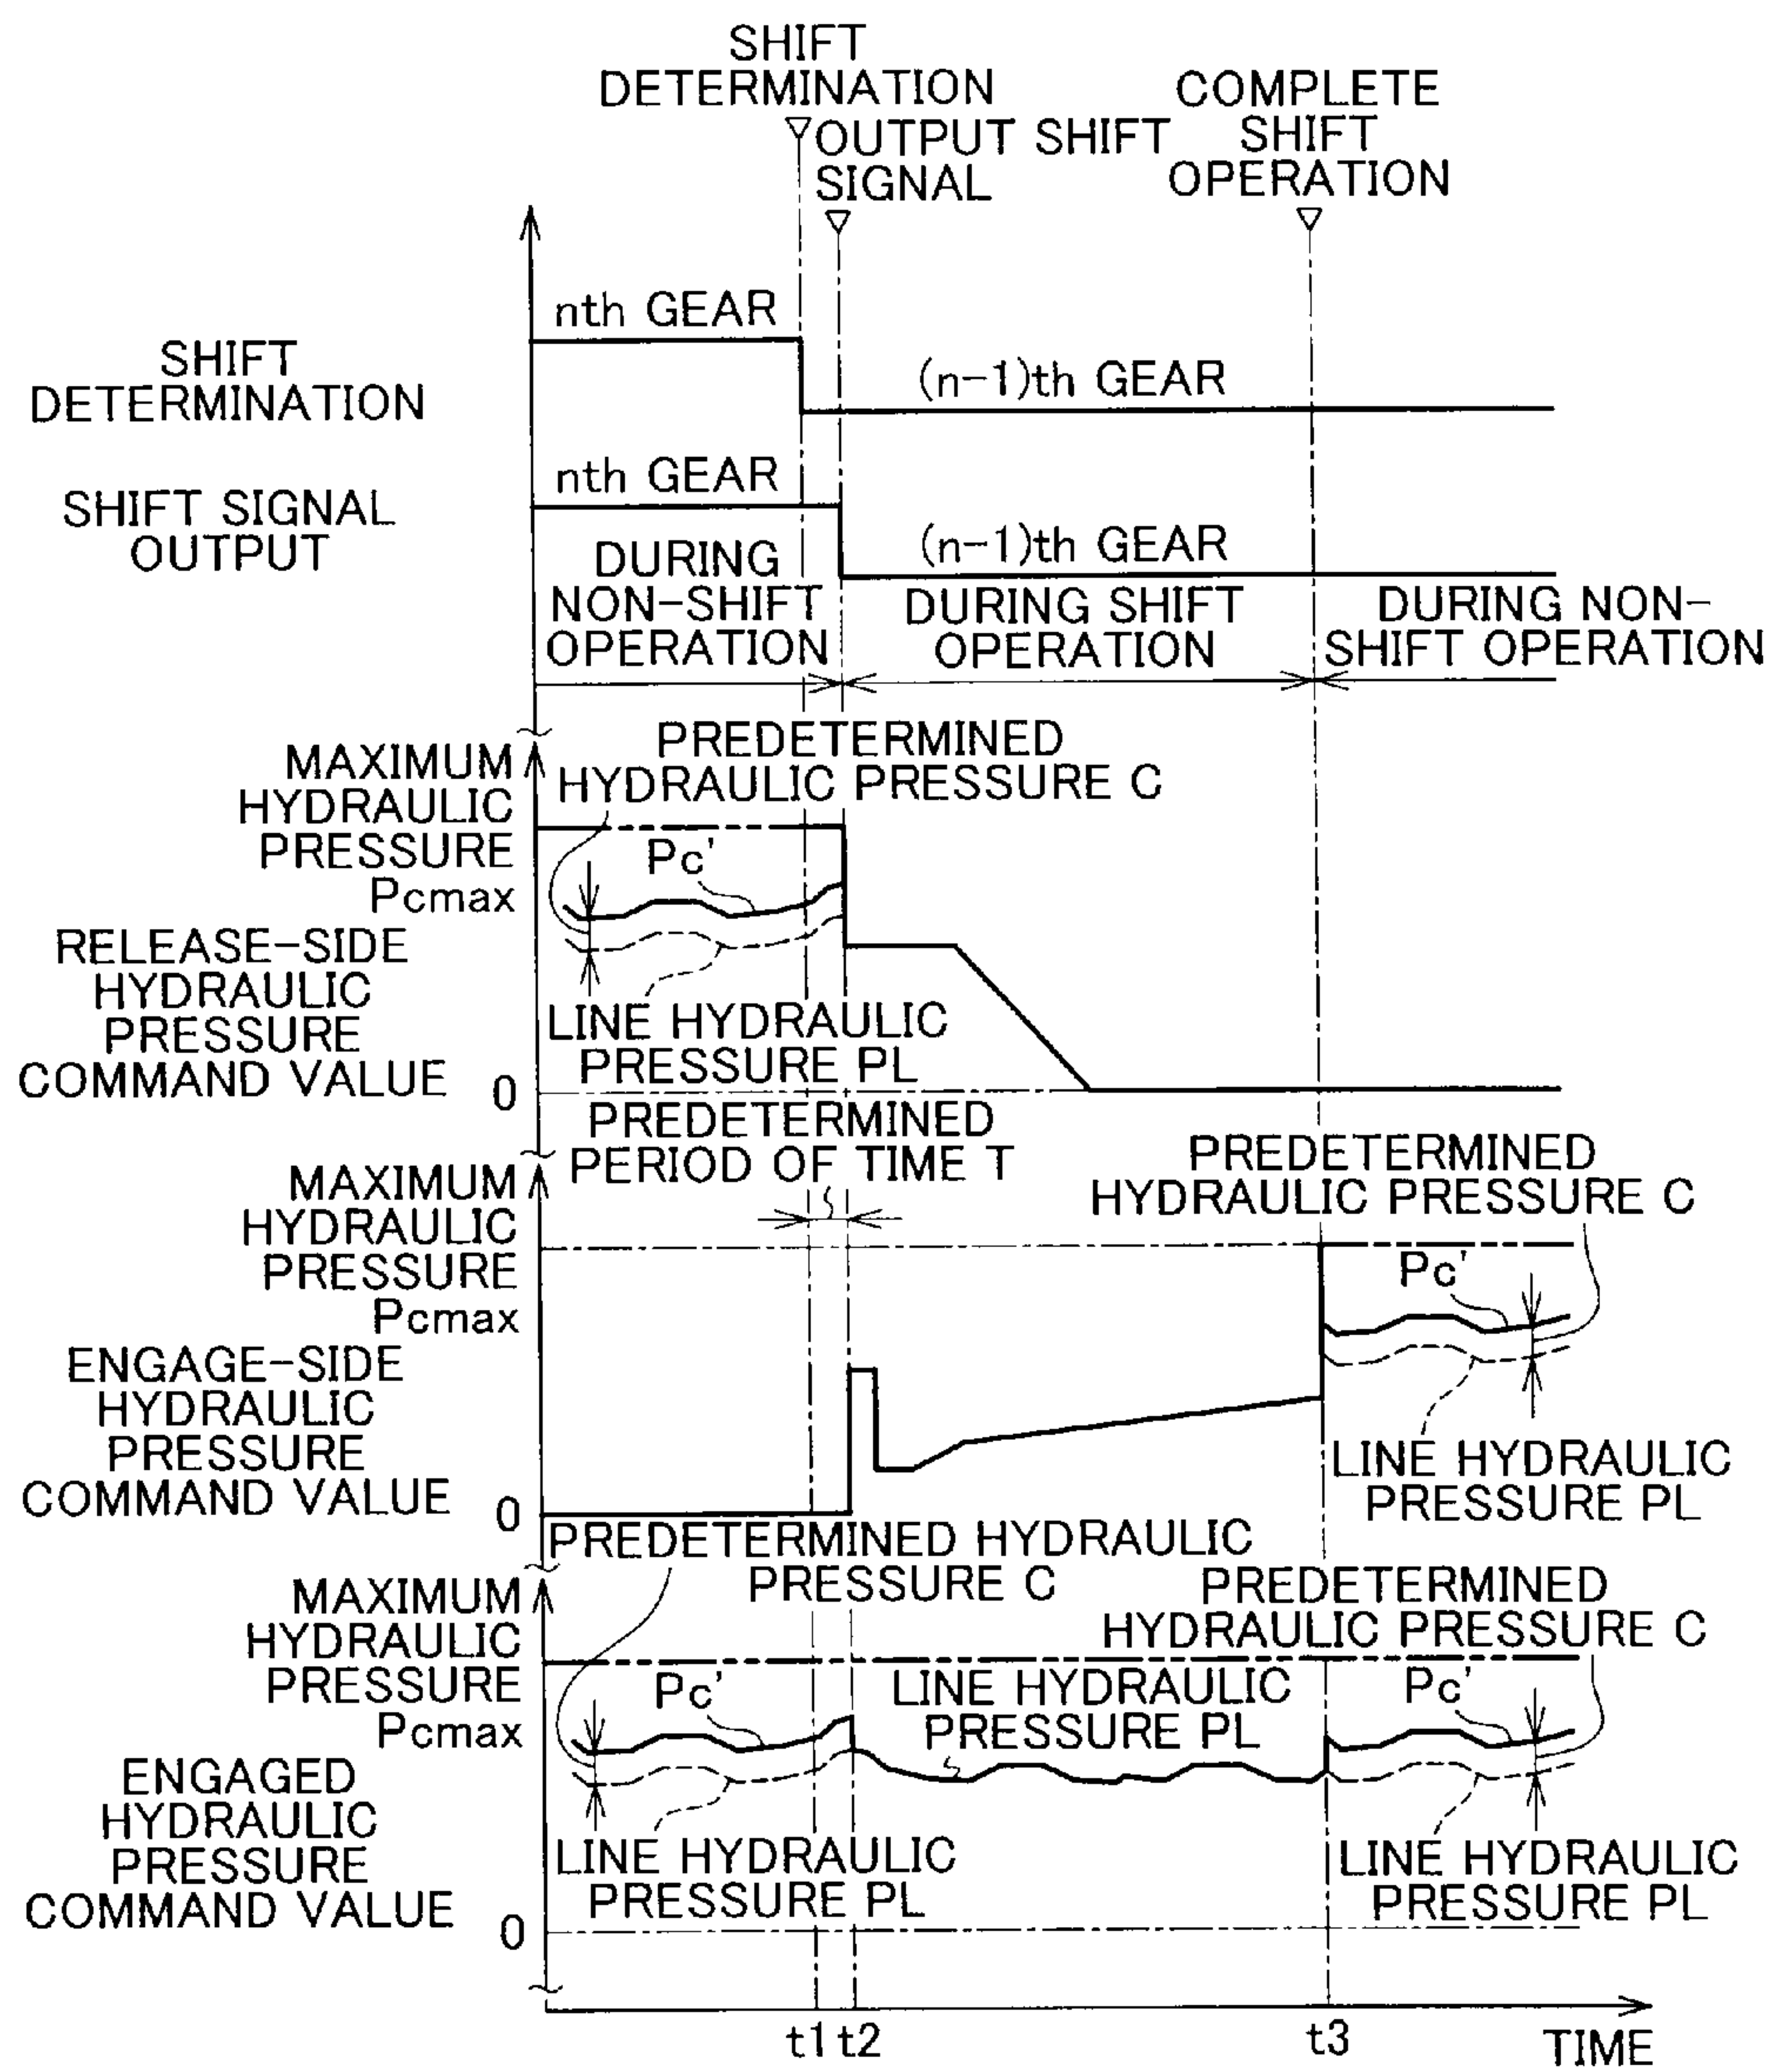 SHIFT
DETERMINATION
OUTPUT SHIFT
SIGNAL
COMPLETE
SHIFT
OPERATION
nth GEAR
SHIFT
DETERMINATION
(n-1)th GEAR
nth GEAR
SHIFT SIGNAL
OUTPUT
(n-1)th GEAR
DURING
NON-SHIFT
OPERATION
DURING SHIFT
OPERATION
DURING NON-
SHIFT OPERATION
PREDETERMINED
HYDRAULIC PRESSURE C
MAXIMUM
HYDRAULIC
PRESSURE
Pcmax
Pc'
RELEASE-SIDE
HYDRAULIC
PRESSURE
COMMAND VALUE
LINE HYDRAULIC
PRESSURE PL
0
PREDETERMINED
PERIOD OF TIME T
PREDETERMINED
HYDRAULIC PRESSURE C
MAXIMUM
HYDRAULIC
PRESSURE
Pcmax
Pc'
ENGAGE-SIDE
HYDRAULIC
PRESSURE
COMMAND VALUE
LINE HYDRAULIC
PRESSURE PL
0
PREDETERMINED HYDRAULIC
PRESSURE C
PREDETERMINED
HYDRAULIC PRESSURE C
MAXIMUM
HYDRAULIC
PRESSURE
Pcmax
Pc'
LINE HYDRAULIC
PRESSURE PL
Pc'
ENGAGED
HYDRAULIC
PRESSURE
COMMAND VALUE
LINE HYDRAULIC
PRESSURE PL
LINE HYDRAULIC
PRESSURE PL
0
t1 t2 t3
TIME